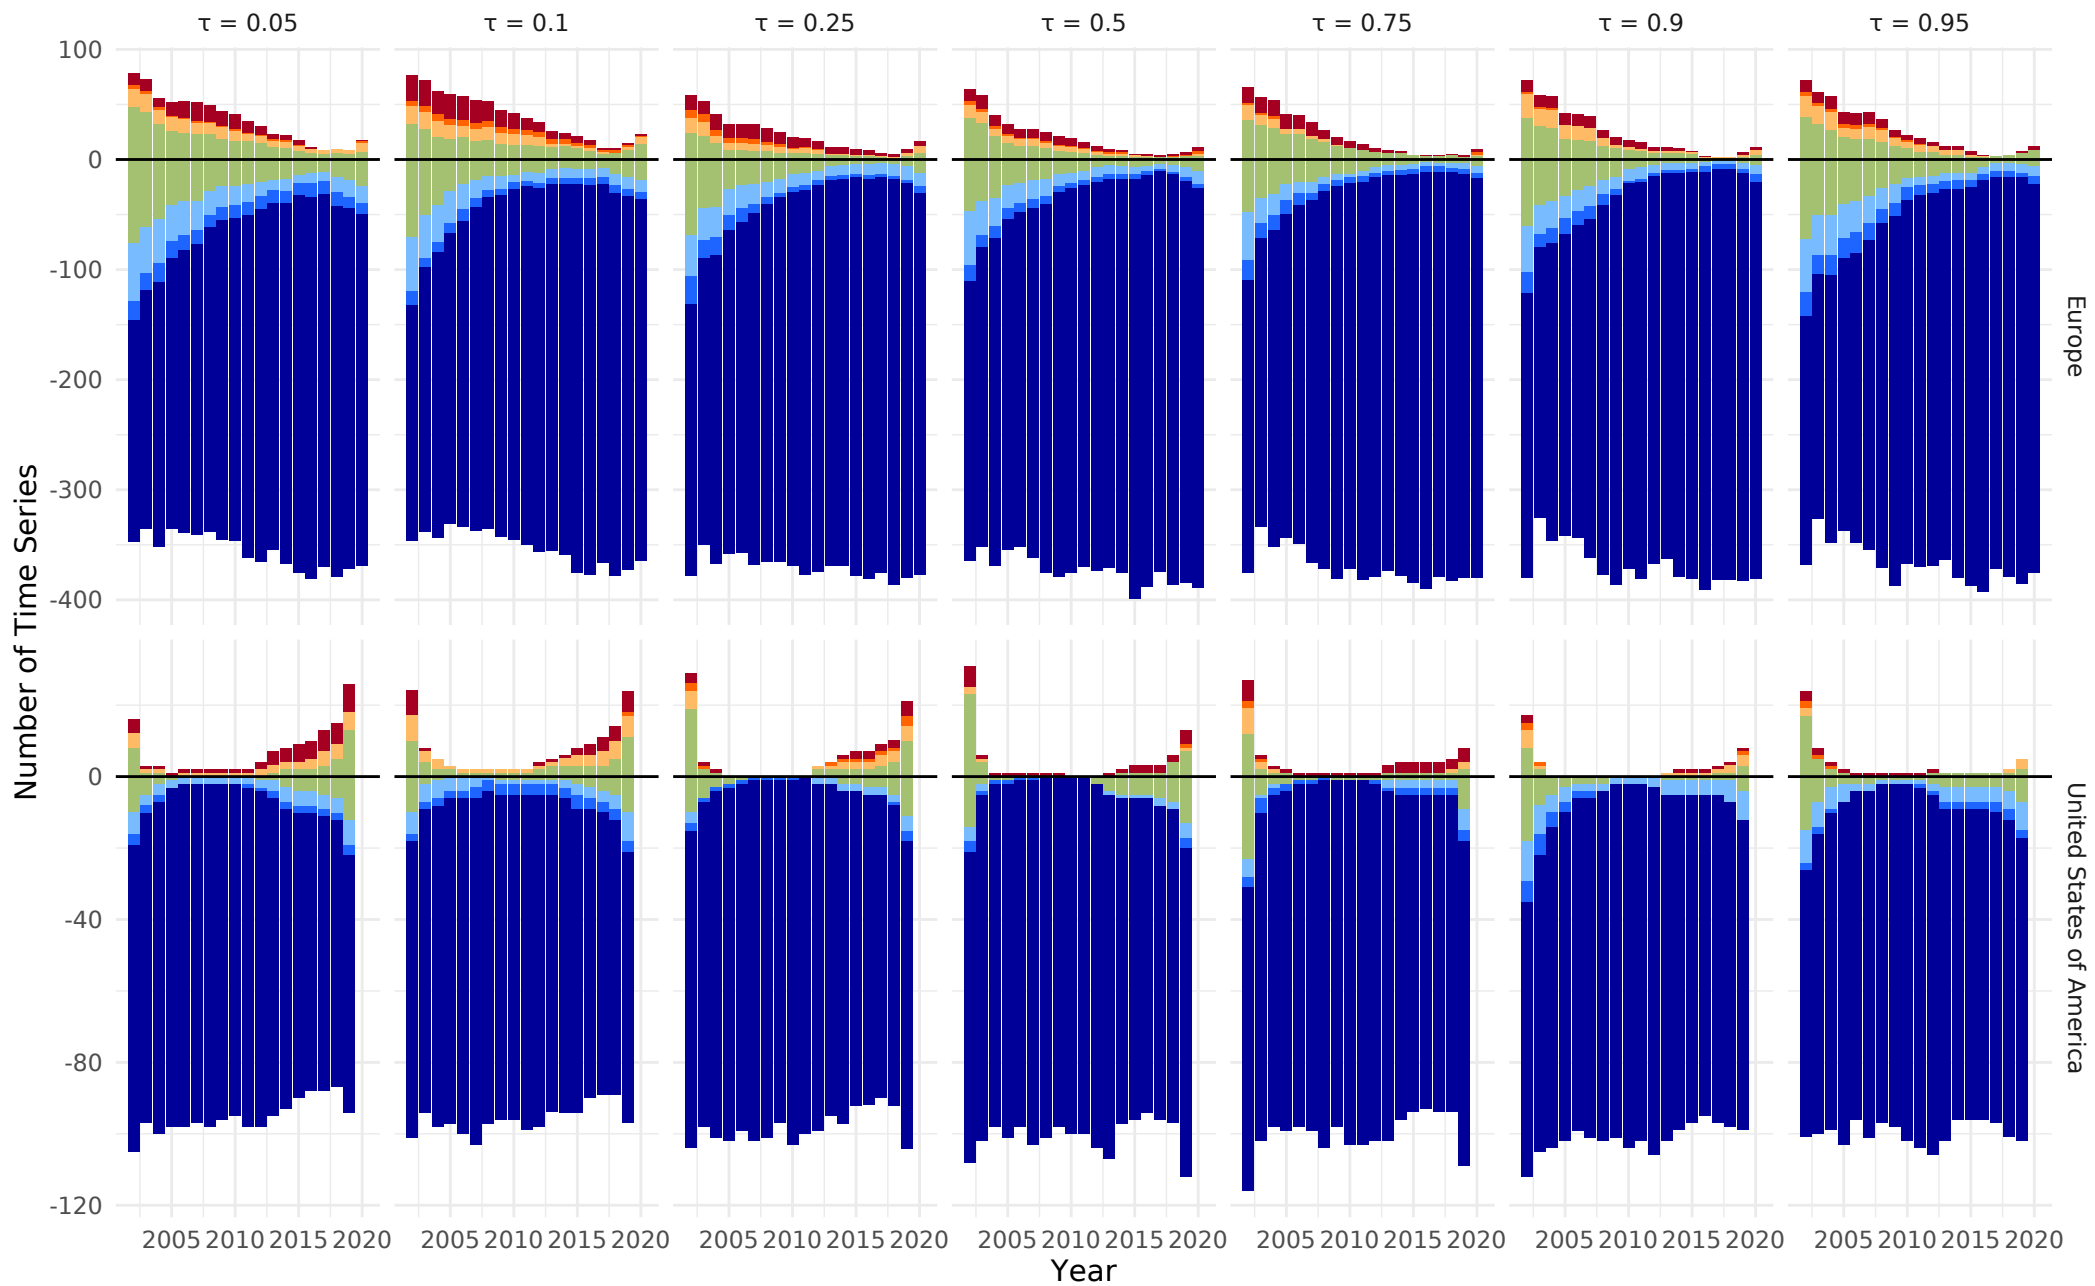 τ = 0.05 τ = 0.1 τ = 0.25 τ = 0.5 τ = 0.75 τ = 0.9 τ = 0.95
100
0
-100
-200
-300
-400
Europe
0
-40
-80
-120
United States of America
Number of Time Series
2005 2010 2015 2020 2005 2010 2015 2020 2005 2010 2015 2020 2005 2010 2015 2020 2005 2010 2015 2020 2005 2010 2015 2020 2005 2010 2015 2020
Year